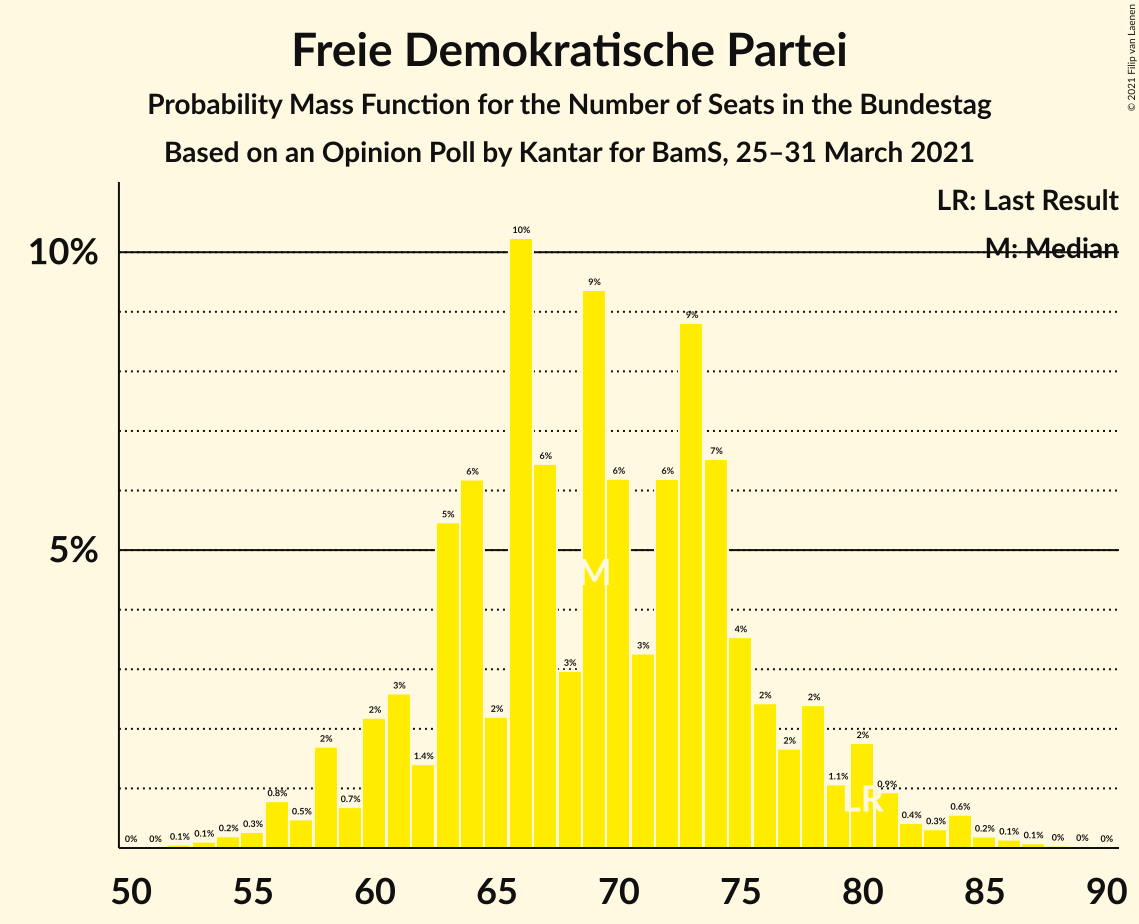 © 2021 Filip van Laenen
Freie Demokratische Partei
Probability Mass Function for the Number of Seats in the Bundestag
Based on an Opinion Poll by Kantar for BamS, 25–31 March 2021
LR: Last Result
M: Median
10%
5%
0% 0% 0.1% 0.1% 0.2% 0.3% 0.8% 0.5% 2% 0.7% 2% 3% 1.4% 5% 6% 2% 10% 6% 3% 9% 6% 3% 6% 9% 7% 4% 2% 2% 2% 1.1% 2% 0.9% 0.4% 0.3% 0.6% 0.2% 0.1% 0.1% 0% 0% 0%
M
LR
50 55 60 65 70 75 80 85 90